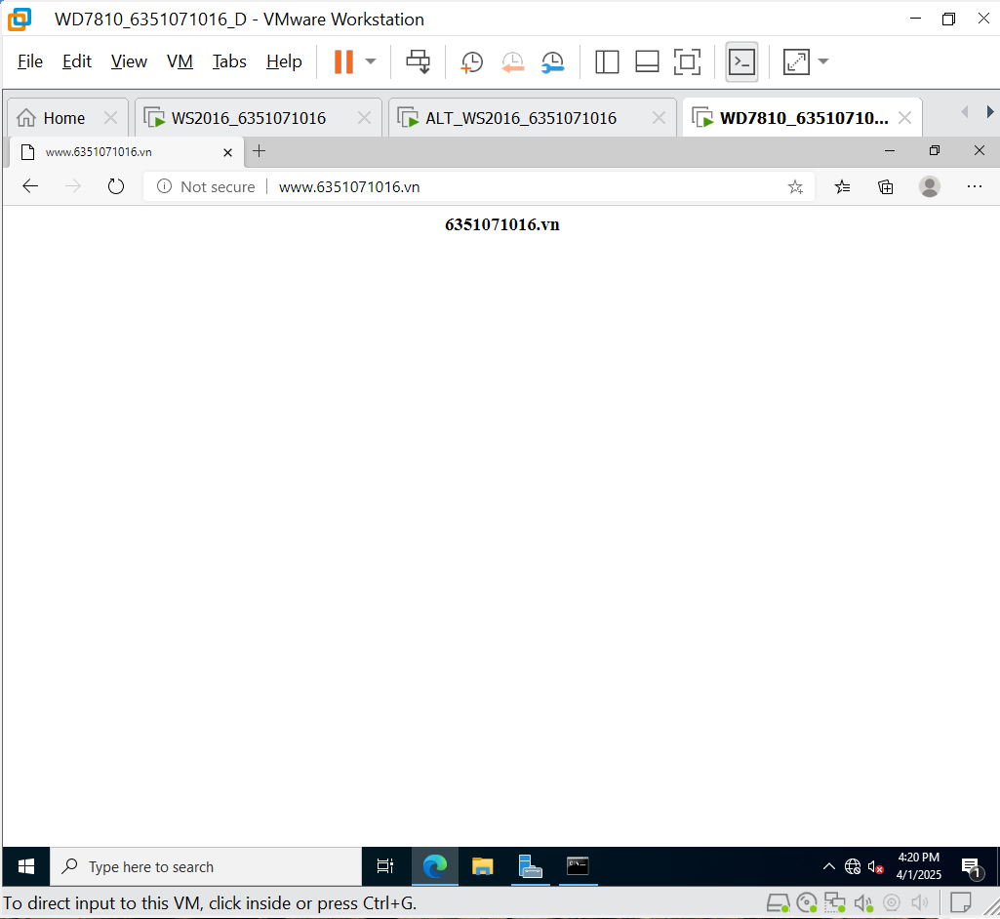 WD7810_6351071016_D - VMware Workstation
File Edit View VM Tabs Help
Home WS2016_6351071016 ALT_WS2016_6351071016 WD7810_63510710...
www.6351071016.vn
Not secure www.6351071016.vn
6351071016.vn
Type here to search
4:20 PM
4/1/2025
1
To direct input to this VM, click inside or press Ctrl+G.